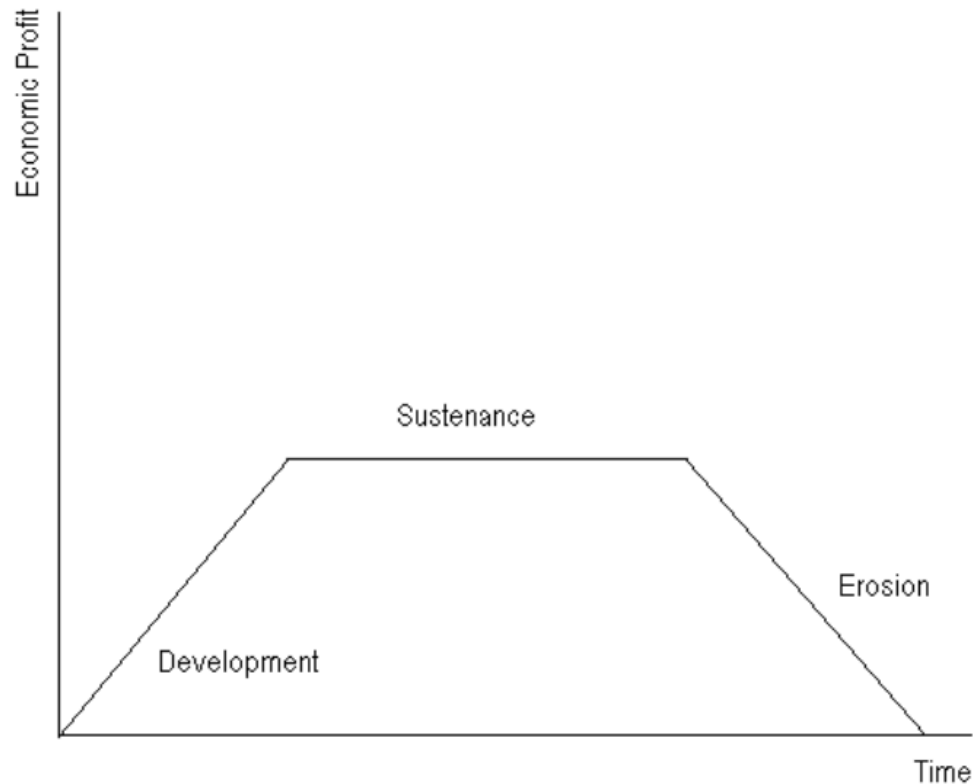 Economic Profit
Sustenance
Erosion
Development
Time